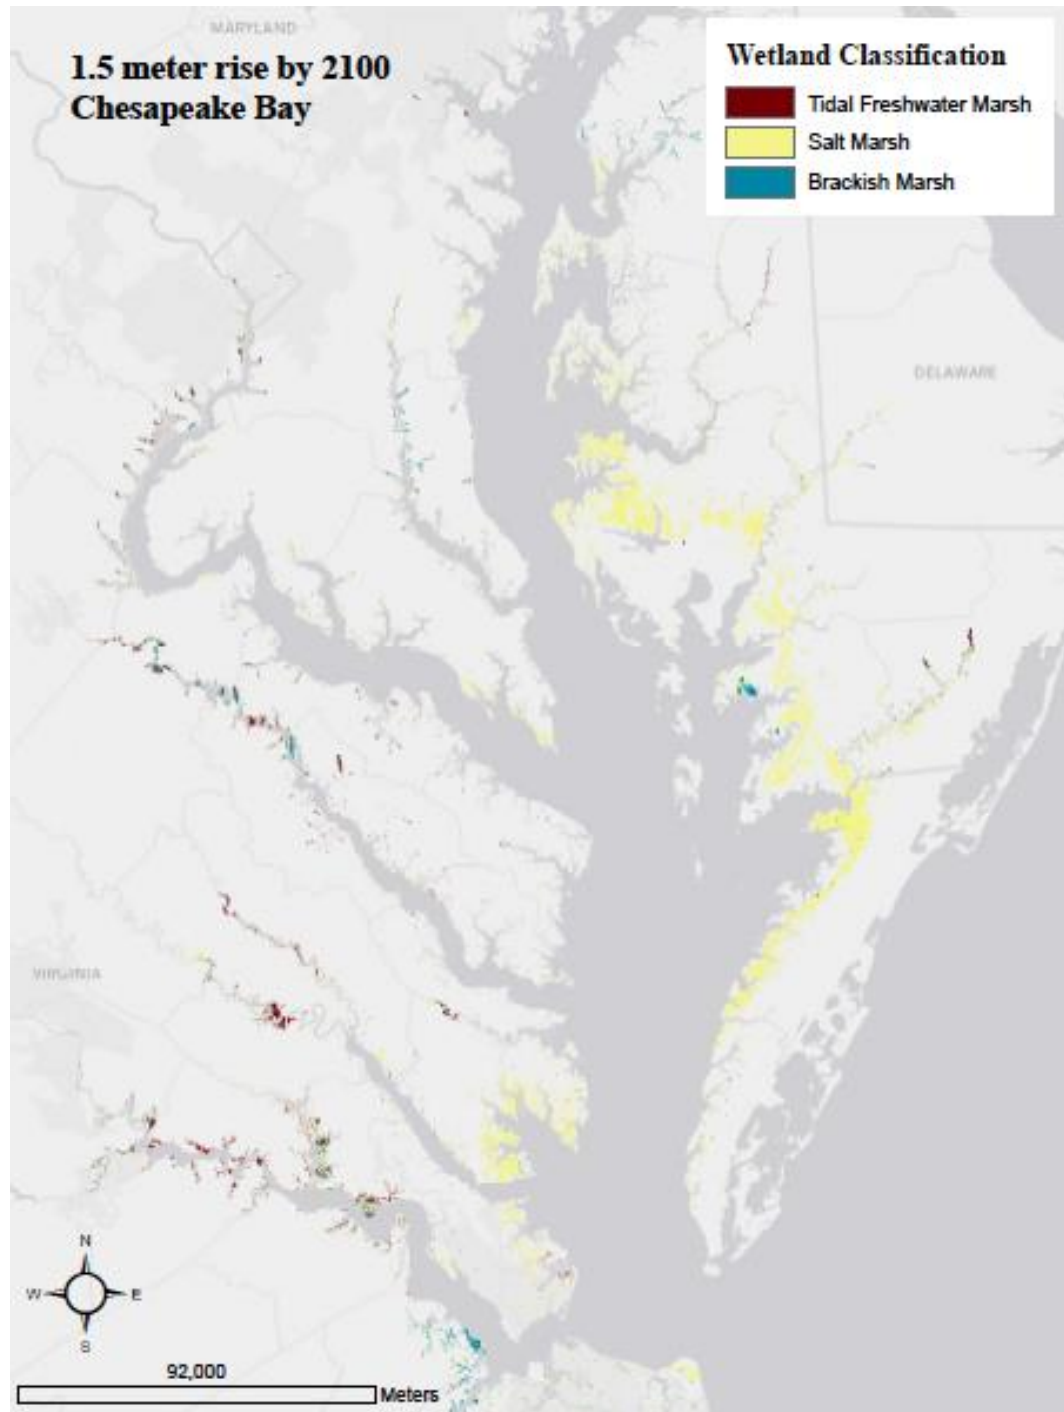 MARYLAND
1.5 meter rise by 2100
Chesapeake Bay
Wetland Classification
Tidal Freshwater Marsh
Salt Marsh
Brackish Marsh
DELAWARE
VIRGINIA
N
W
E
S
92,000
Meters